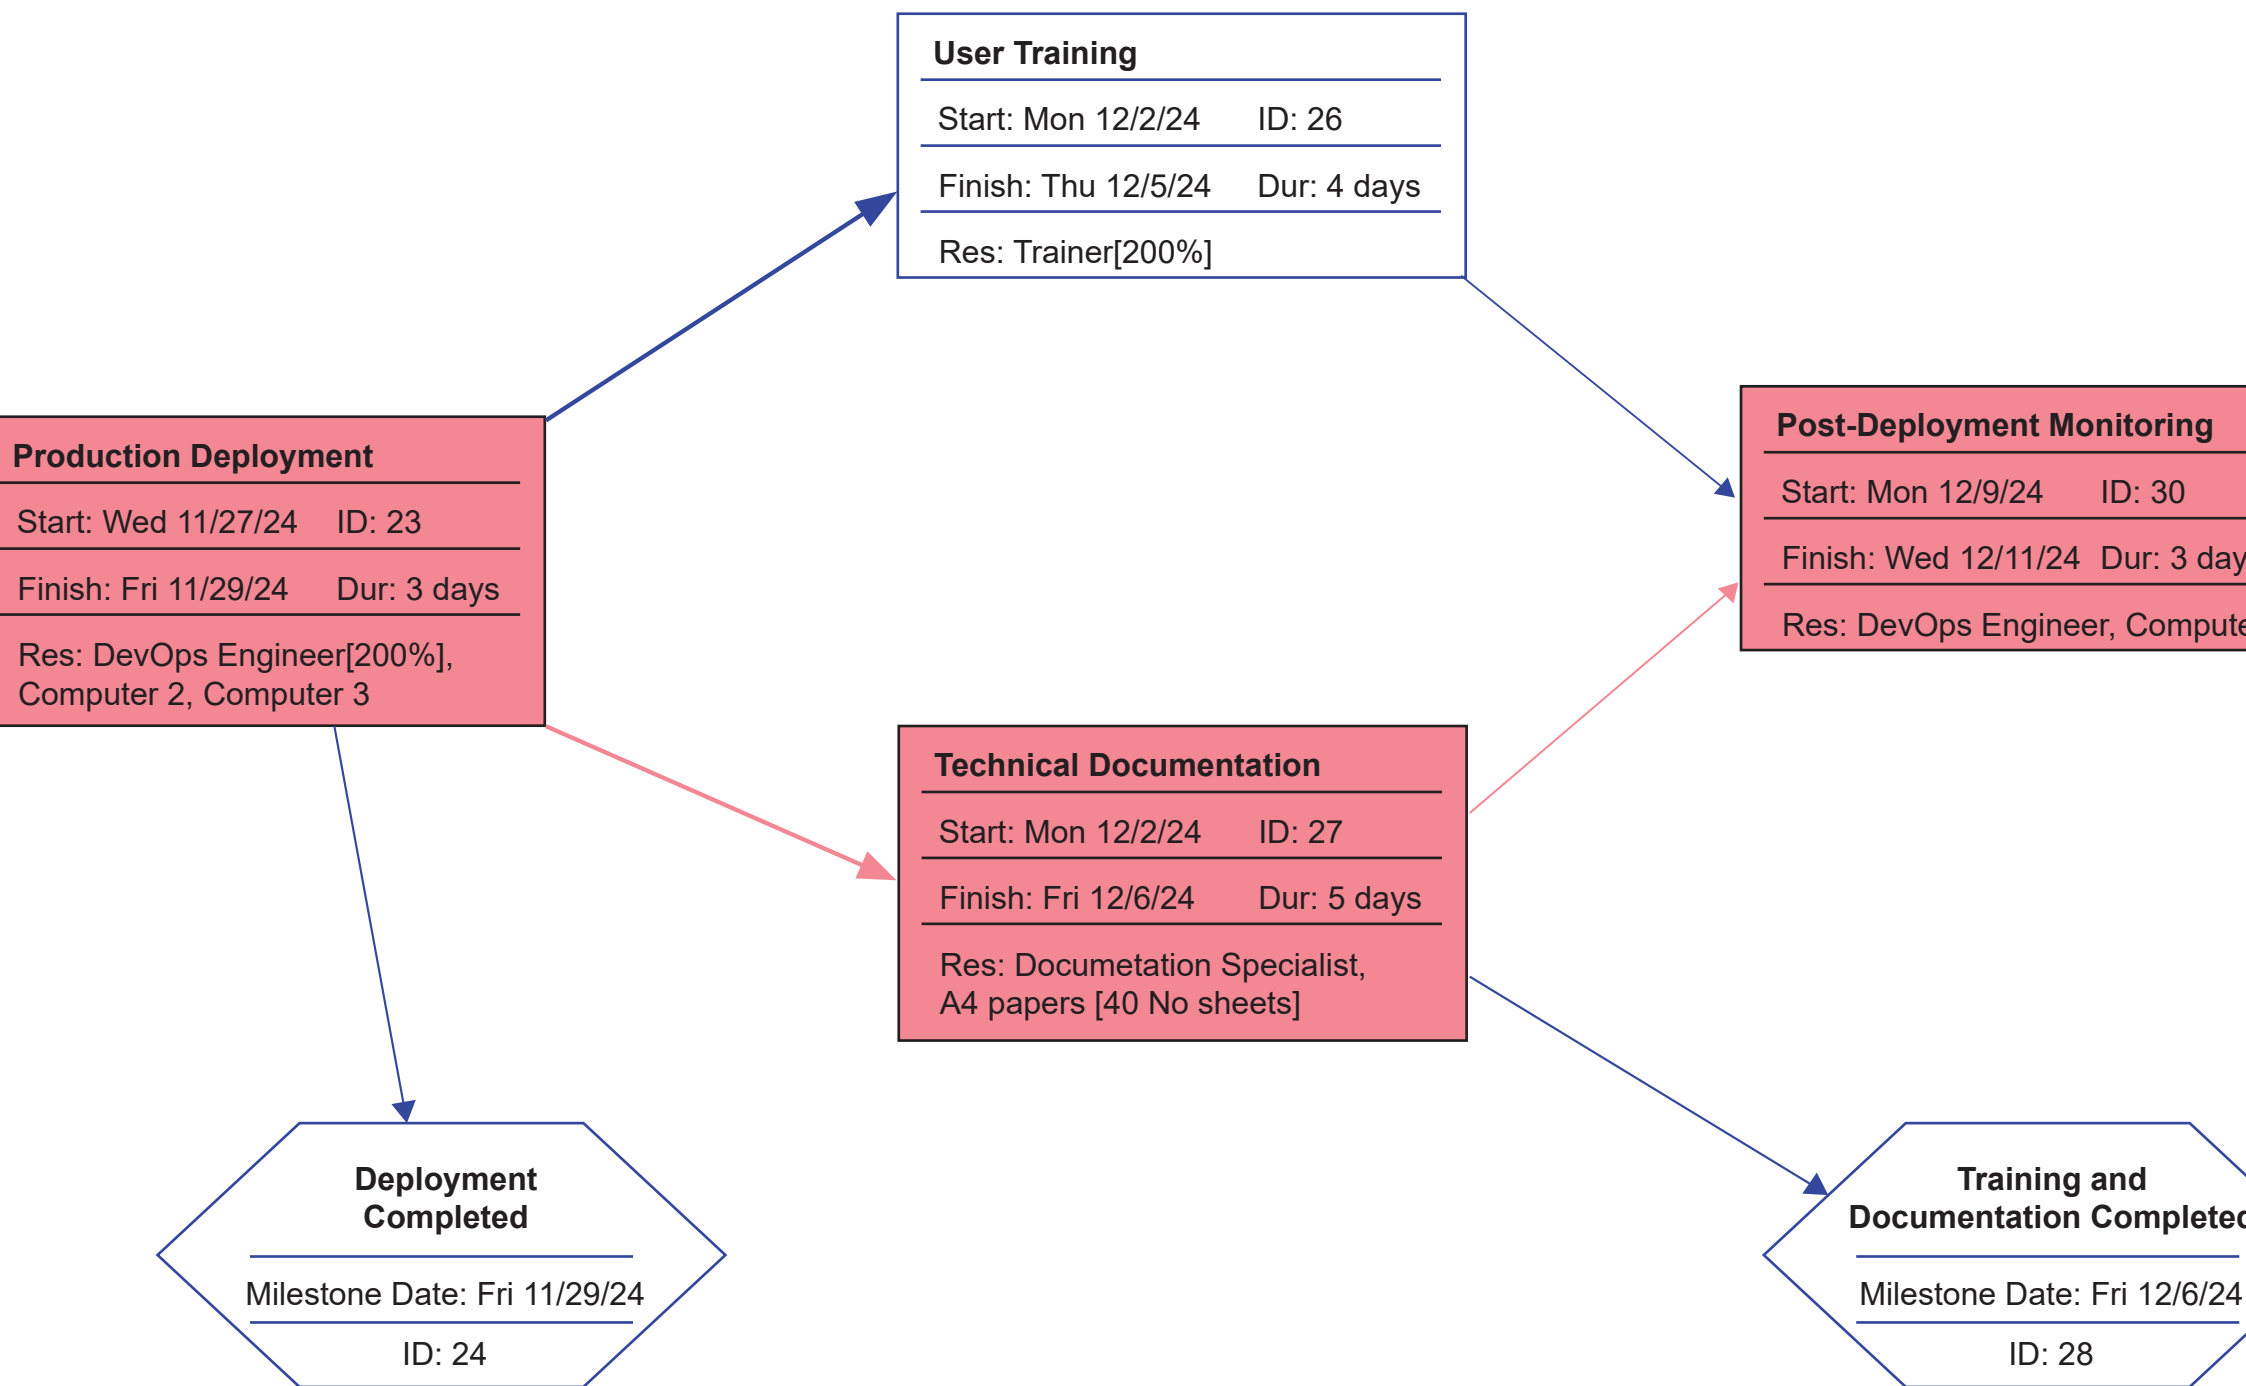 User Training
Start: Mon 12/2/24 ID: 26
Finish: Thu 12/5/24 Dur: 4 days
Res: Trainer[200%]
Production Deployment
Start: Wed 11/27/24 ID: 23
Finish: Fri 11/29/24 Dur: 3 days
Res: DevOps Engineer[200%],
Computer 2, Computer 3
Post-Deployment Monitoring
Start: Mon 12/9/24 ID: 30
Finish: Wed 12/11/24 Dur: 3
Res: DevOps Engineer,
Technical Documentation
Start: Mon 12/2/24 ID: 27
Finish: Fri 12/6/24 Dur: 5 days
Res: Documetation Specialist,
A4 papers [40 No sheets]
Deployment
Completed
Milestone Date: Fri 11/29/24
ID: 24
Training and
Documentation Completed
Milestone Date: Fri 12/6/24
ID: 28